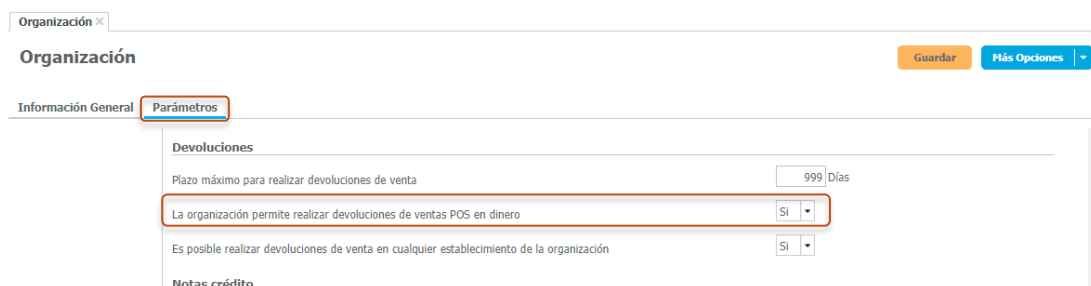 Organización ×
Organización
Guardar
Más Opciones
Información General
Parámetros
Devoluciones
Plazo máximo para realizar devoluciones de venta 999 Días
La organización permite realizar devoluciones de ventas POS en dinero Si
Es posible realizar devoluciones de venta en cualquier establecimiento de la organización Si
Notas crédito